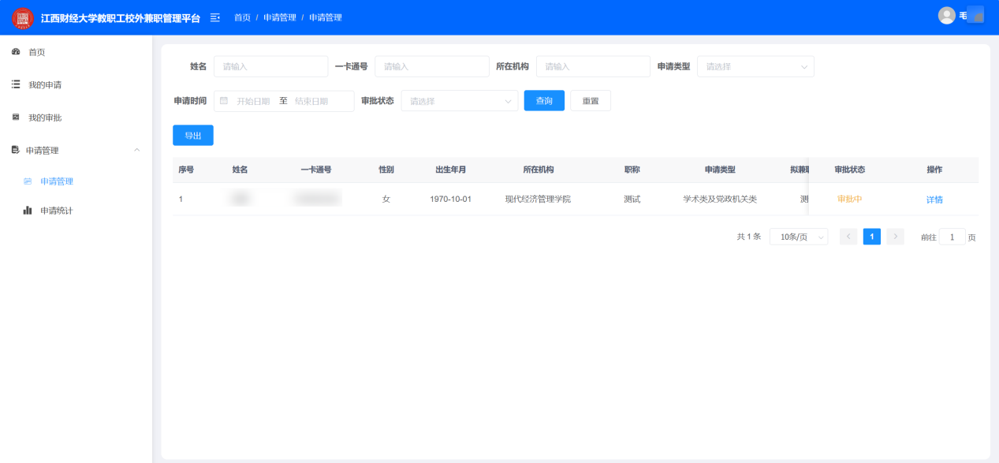 江西财经大学教职工校外兼职管理平台 首页 / 申请管理 / 申请管理 毛
首页
我的申请
我的审批
申请管理
申请管理
申请统计
姓名 请输入 一卡通号 请输入 所在机构 请输入 申请类型 请选择
申请时间 开始日期 至 结束日期 审批状态 请选择 查询 重置
导出
序号 姓名 一卡通号 性别 出生年月 所在机构 职称 申请类型 拟兼 审批状态 操作
1 女 1970-10-01 现代经济管理学院 测试 学术类及党政机关类 测 审批中 详情
共 1 条 10条/页 1 前往 1 页